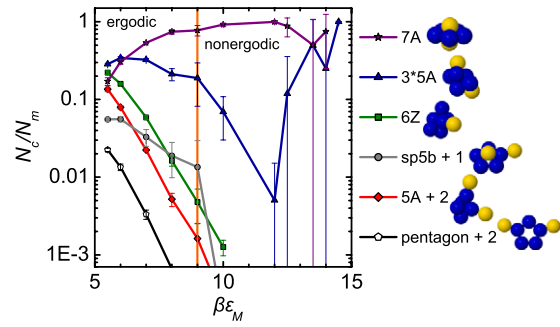 ergodic
nonergodic
1
0.1
0.01
1E-3
N_c/N_m
5
10
15
βε_M
7A
3*5A
6Z
sp5b + 1
5A + 2
pentagon + 2